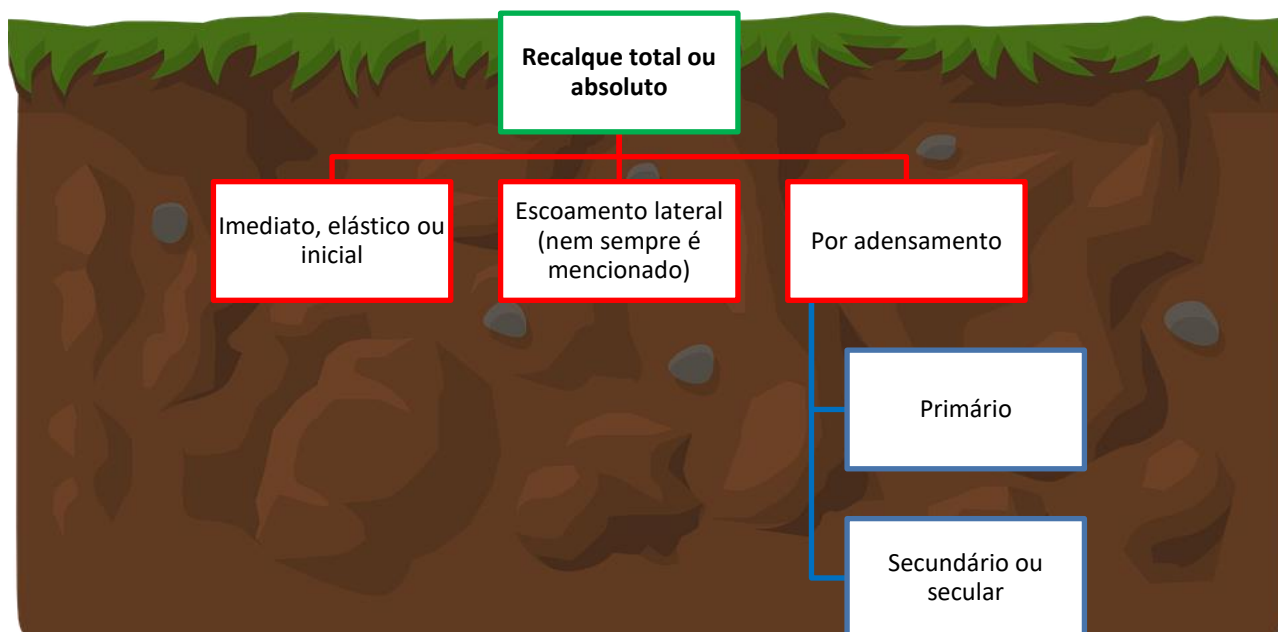 Recalque total ou
absoluto
Imediato, elástico ou
inicial
Escoamento lateral
(nem sempre é
mencionado)
Por adensamento
Primário
Secundário ou
secular